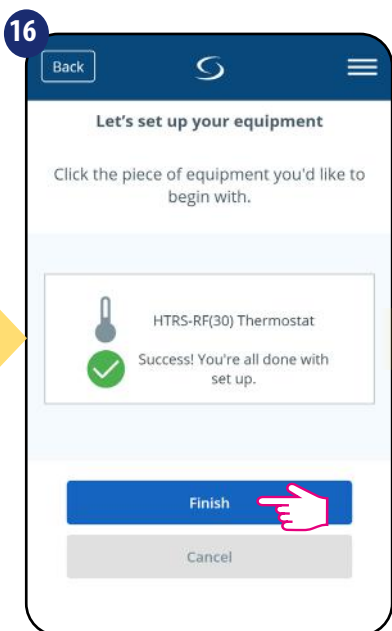 16
Back
Let's set up your equipment
Click the piece of equipment you'd like to
begin with.
HTRS-RF(30) Thermostat
Success! You're all done with
set up.
Finish
Cancel